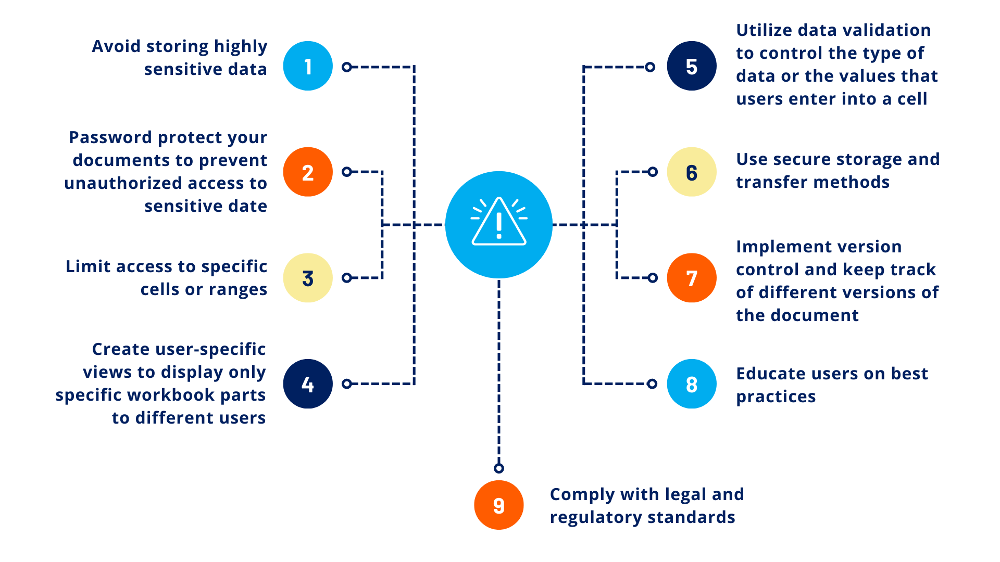 Avoid storing highly
sensitive data
1
Password protect your
documents to prevent
unauthorized access to
sensitive date
2
Limit access to specific
cells or ranges
3
Create user-specific
views to display only
specific workbook parts
to different users
4
5
Utilize data validation
to control the type of
data or the values that
users enter into a cell
6
Use secure storage and
transfer methods
7
Implement version
control and keep track
of different versions of
the document
8
Educate users on best
practices
9
Comply with legal and
regulatory standards